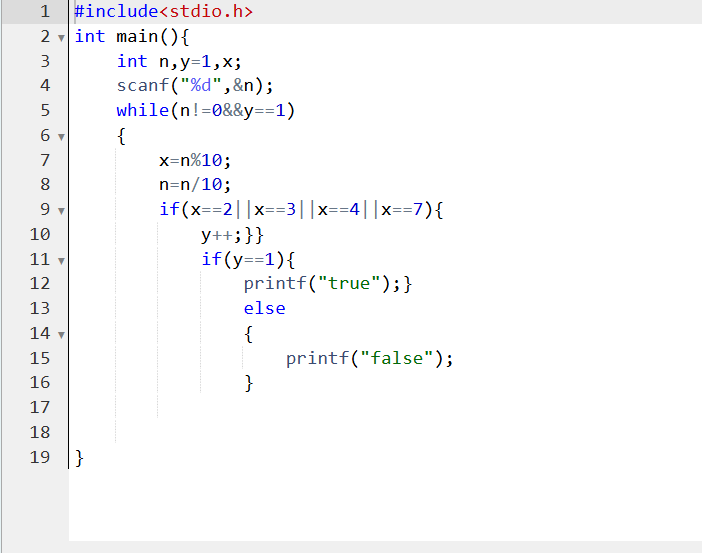 1 #include<stdio.h>
2 int main(){
3 int n,y=1,x;
4 scanf("%d",&n);
5 while(n!=0&&y==1)
6 {
7 x=n%10;
8 n=n/10;
9 if(x==2||x==3||x==4||x==7){
10 y++;}}
11 if(y==1){
12 printf("true");}
13 else
14 {
15 printf("false");
16 }
17
18
19 }